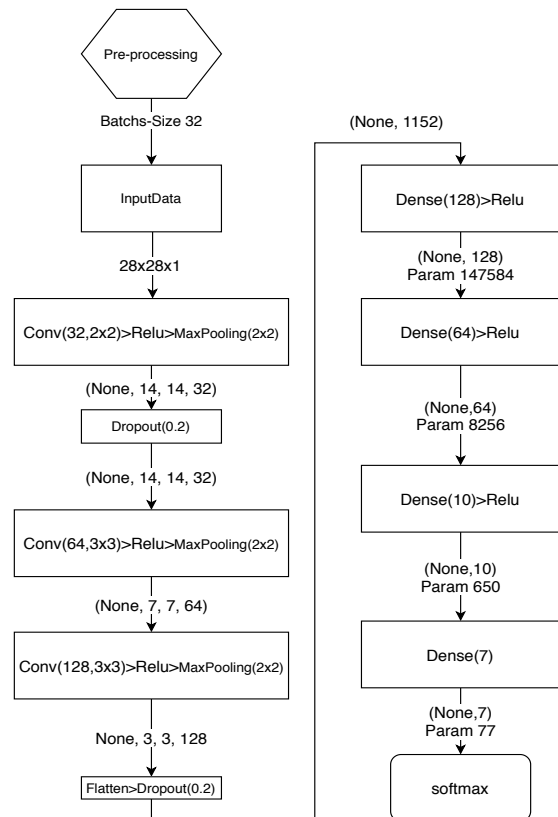 Pre-processing
Batchs-Size 32
InputData
28x28x1
Conv(32,2x2)>Relu>MaxPooling(2x2)
(None, 14, 14, 32)
Dropout(0.2)
(None, 14, 14, 32)
Conv(64,3x3)>Relu>MaxPooling(2x2)
(None, 7, 7, 64)
Conv(128,3x3)>Relu>MaxPooling(2x2)
None, 3, 3, 128
Flatten>Dropout(0.2)
(None, 1152)
Dense(128)>Relu
(None, 128)
Param 147584
Dense(64)>Relu
(None,64)
Param 8256
Dense(10)>Relu
(None,10)
Param 650
Dense(7)
(None,7)
Param 77
softmax